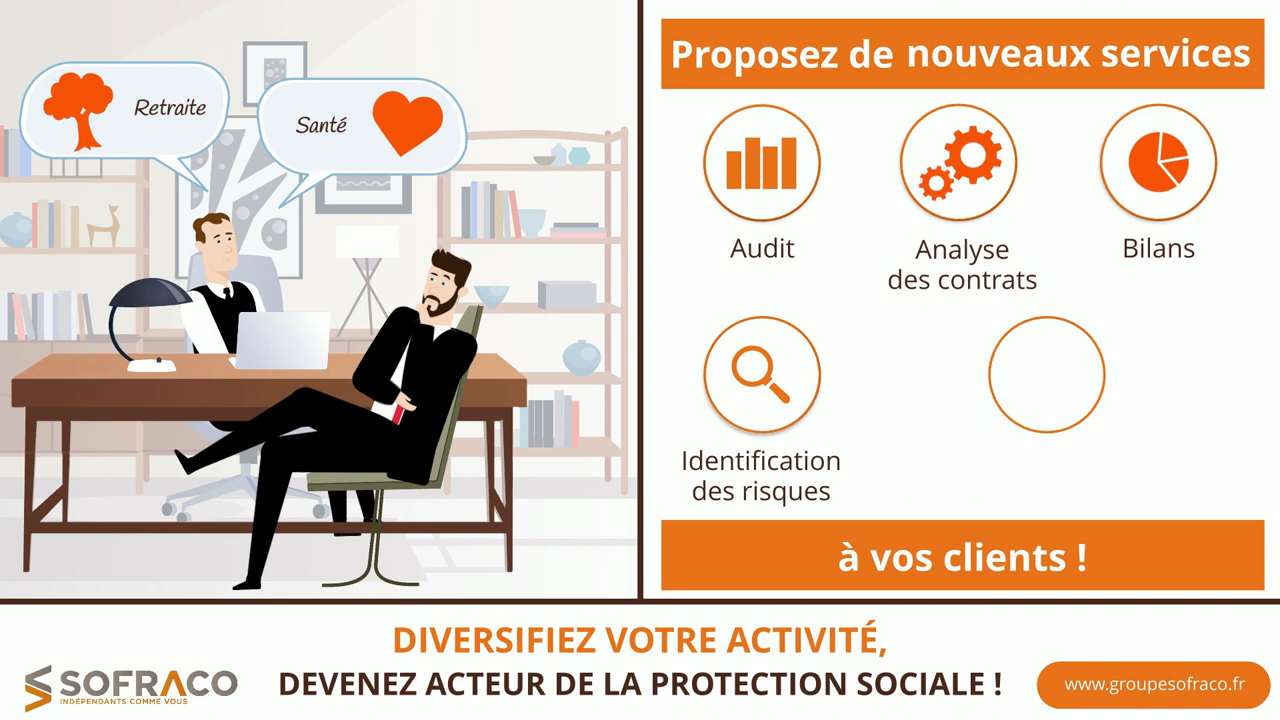 Retraite
Santé
Proposez de nouveaux services
Audit
Analyse
des contrats
Bilans
Identification
des risques
à vos clients !
DIVERSIFIEZ VOTRE ACTIVITÉ,
DEVENEZ ACTEUR DE LA PROTECTION SOCIALE !
SOFRACO
INDÉPENDANTS COMME VOUS
www.groupesofraco.fr